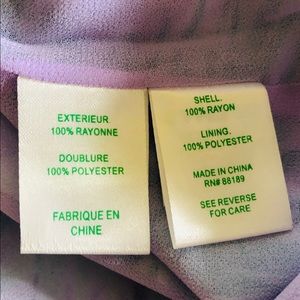 EXTERIEUR
100% RAYONNE
DOUBLURE
100% POLYESTER
FABRIQUE EN
CHINE
SHELL.
100% RAYON
LINING.
100% POLYESTER
MADE IN CHINA
RN# 88189
SEE REVERSE
FOR CARE